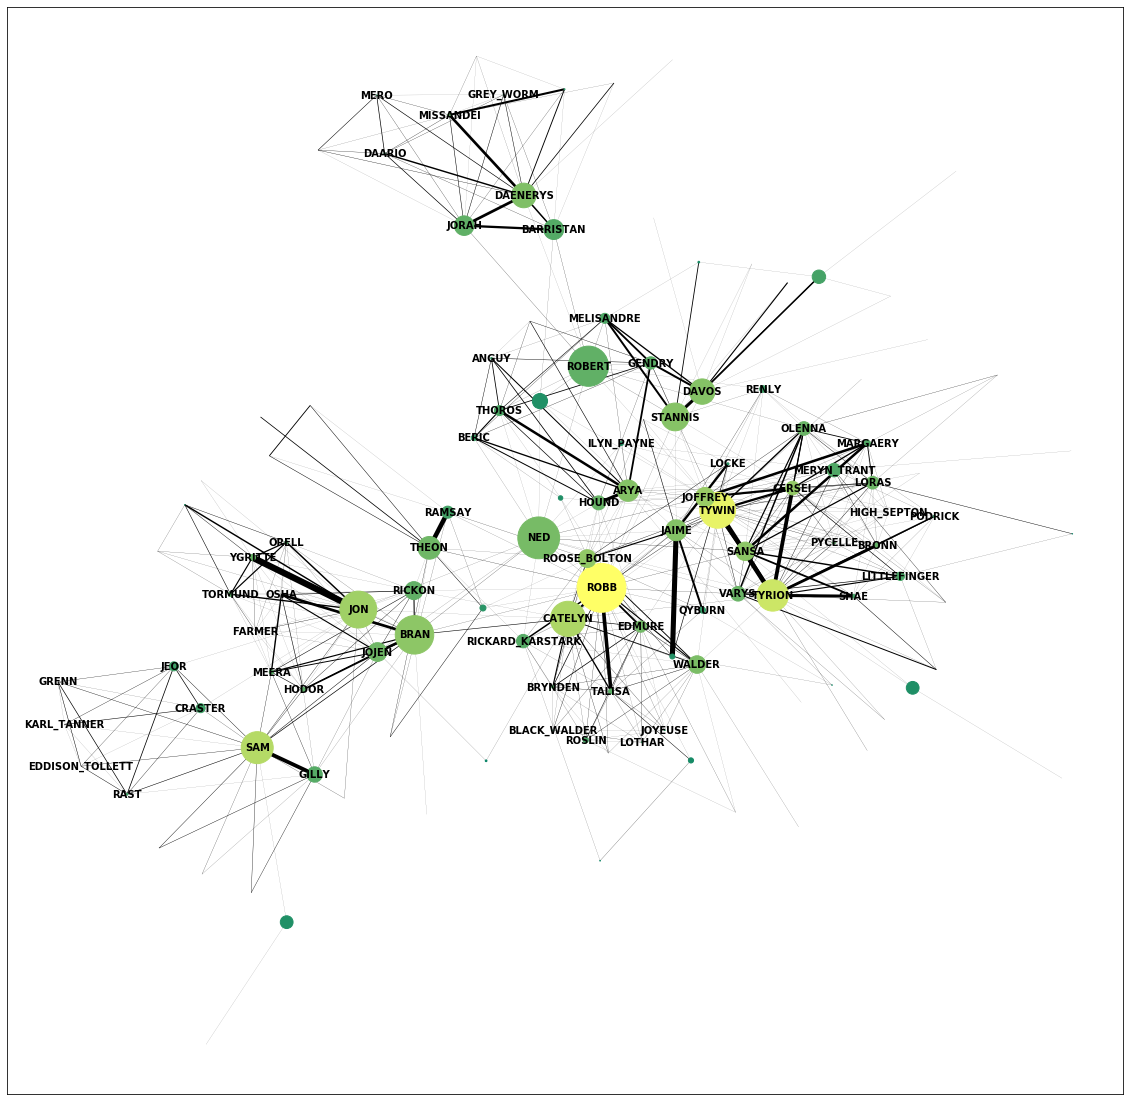 GREY_WORM
MERO
MISSANDEI
DAARIO
DAENERYS
JORAH
BARRISTAN
MELISANDRE
ANGUY
GENDRY
ROBERT
DAVOS
RENLY
THOROS
STANNIS
OLENNA
BERIC
ILYN_PAYNE
MARGAERY
LOCKE
MERYN_TRANT
LORAS
CERSEI
ARYA
JOFFREY
HOUND
TYWIN
RAMSAY
HIGH_SEPTON
PODRICK
JAIME
NED
ORELL
PYCELLE
BRONN
THEON
SANSA
YGRITTE
ROOSE_BOLTON
LITTLEFINGER
ROBB
RICKON
TORMUND
OSHA
VARYS
TYRION
SHAE
JON
QYBURN
CATELYN
EDMURE
FARMER
BRAN
RICKARD_KARSTARK
JOJEN
WALDER
JEOR
MEERA
GRENN
HODOR
BRYNDEN
TALISA
CRASTER
KARL_TANNER
BLACK_WALDER
JOYEUSE
ROSLIN
LOTHAR
SAM
EDDISON_TOLLETT
GILLY
RAST